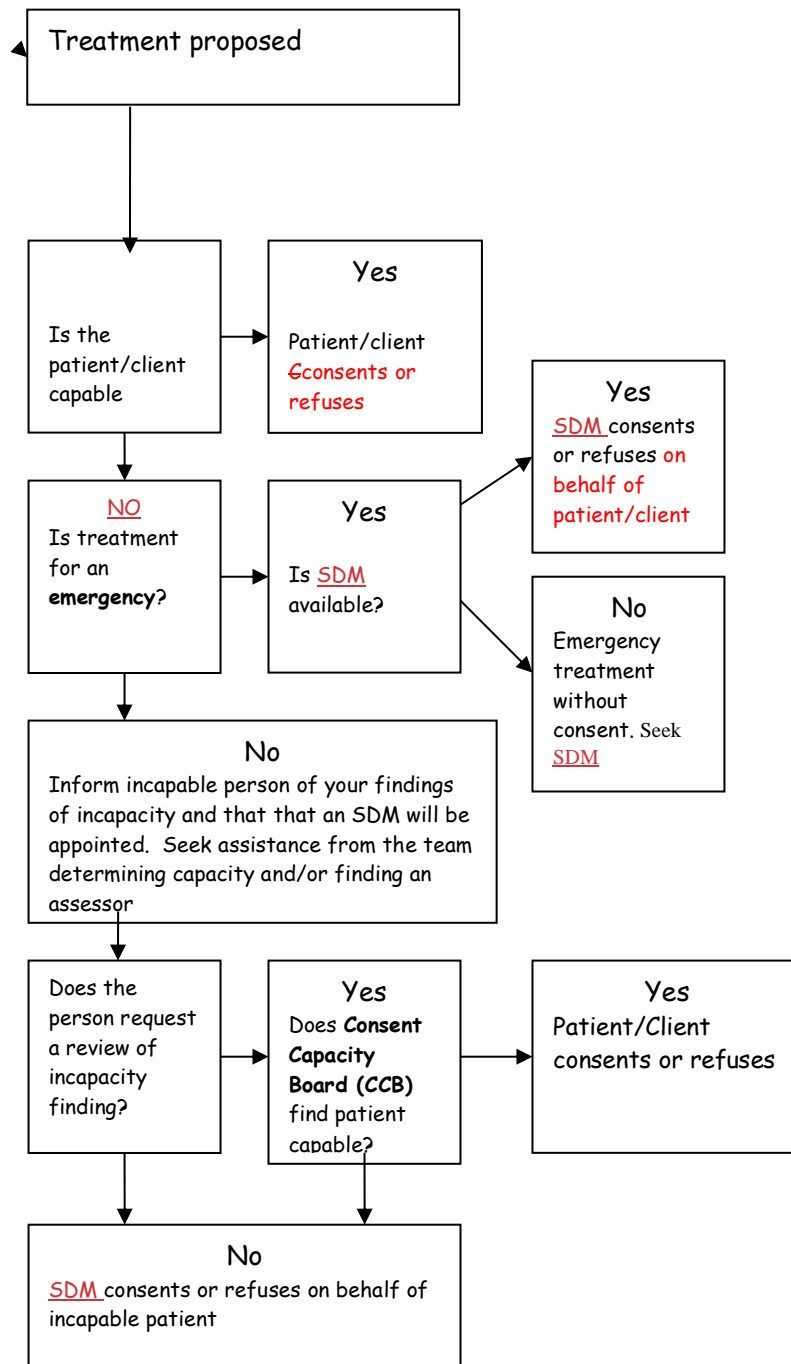 Treatment proposed
Is the
patient/client
capable
Yes
Patient/client
Gconsents or
refuses
Yes
SDM consents
or refuses on
behalf of
patient/client
NO
Is treatment
for an
emergency?
Yes
Is SDM
available?
No
Emergency
treatment
without
consent. Seek
SDM
No
Inform incapable person of your findings
of incapacity and that that an SDM will be
appointed. Seek assistance from the team
determining capacity and/or finding an
assessor
Does the
person request
a review of
incapacity
finding?
Yes
Does Consent
Capacity
Board (CCB)
find patient
capable?
Yes
Patient/Client
consents or refuses
No
SDM consents or refuses on behalf of
incapable patient